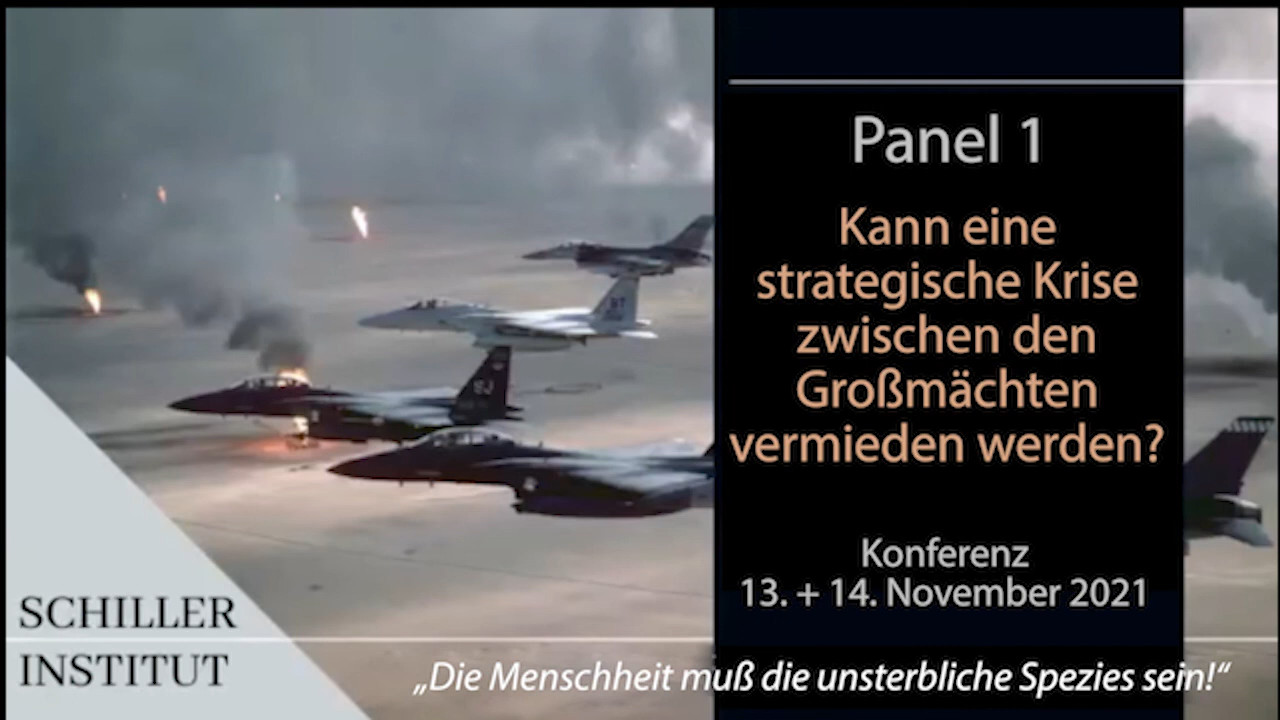 Panel 1
Kann eine
strategische Krise
zwischen den
Großmächten
vermieden werden?
Konferenz
13. + 14. November 2021
SCHILLER
INSTITUT
„Die Menschheit muß die unsterbliche Spezies sein!“